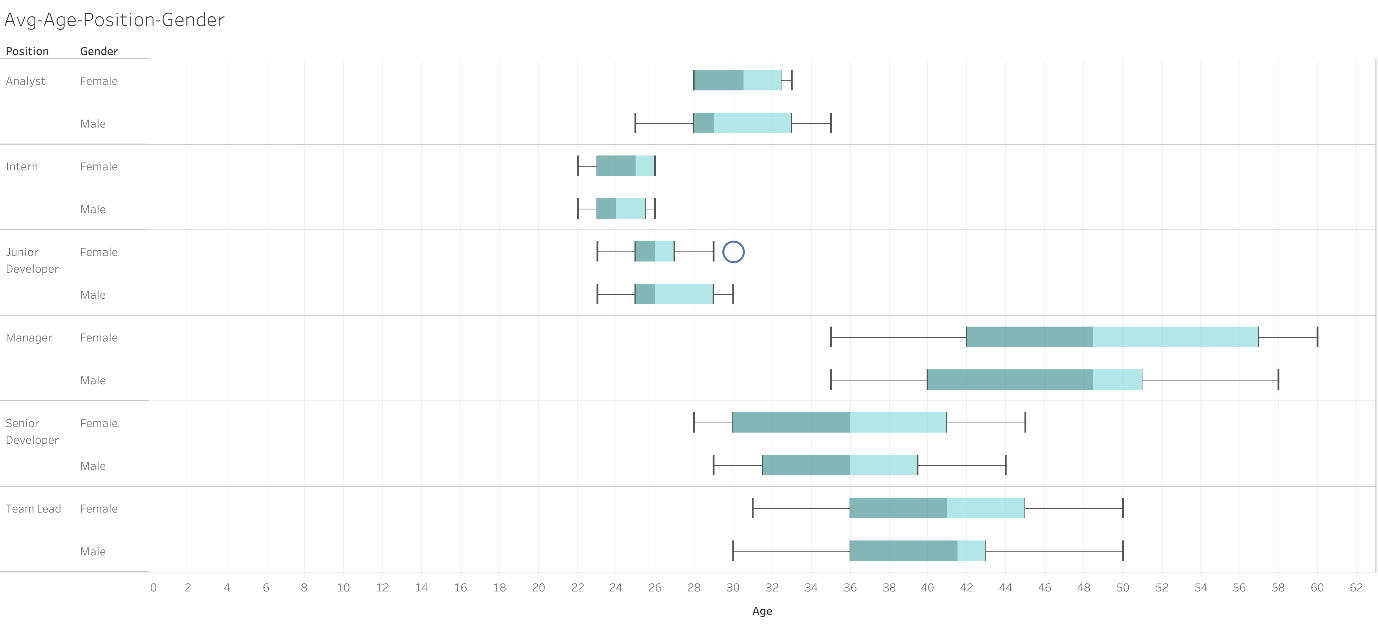 Avg-Age-Position-Gender
Position Gender
Analyst Female
Male
Intern Female
Male
Junior Developer Female
Male
Manager Female
Male
Senior Developer Female
Male
Team Lead Female
Male
0 2 4 6 8 10 12 14 16 18 20 22 24 26 28 30 32 34 36 38 40 42 44 46 48 50 52 54 56 58 60 62
Age